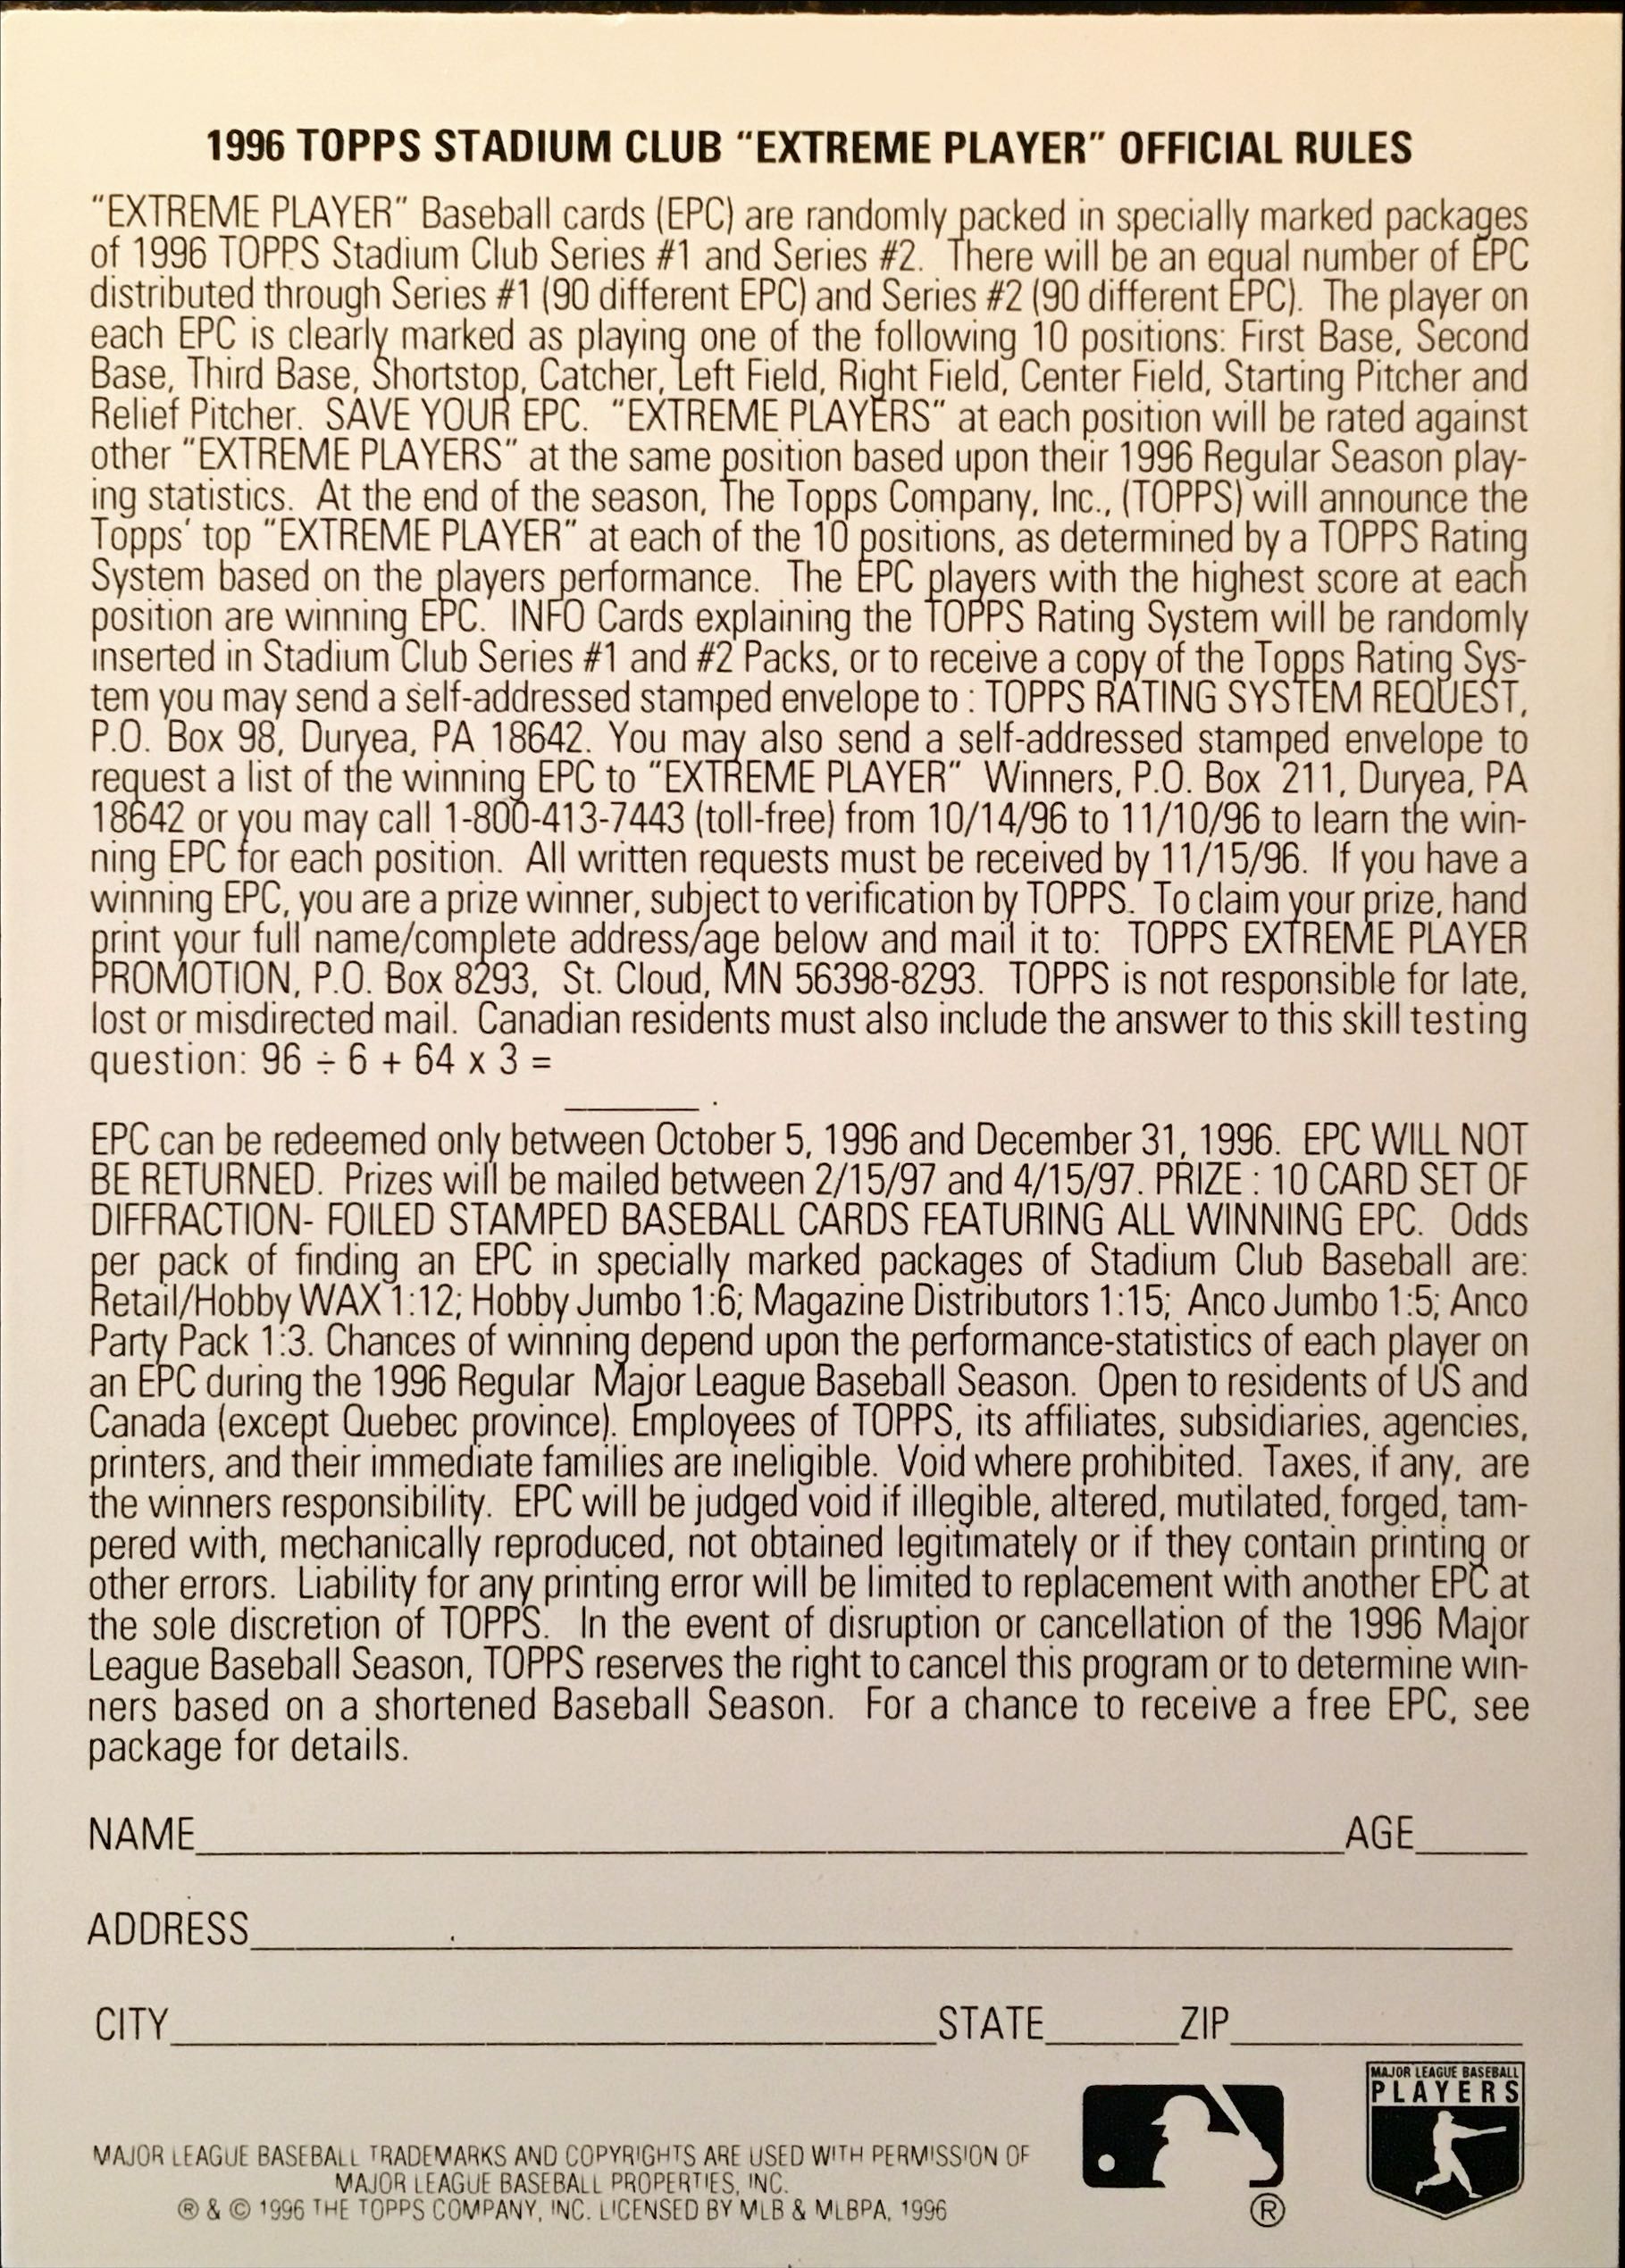 1996 TOPPS STADIUM CLUB “EXTREME PLAYER” OFFICIAL RULES
“EXTREME PLAYER” Baseball cards (EPC) are randomly packed in specially marked packages
of 1996 TOPPS Stadium Club Series #1 and Series #2. There will be an equal number of EPC
distributed through Series #1 (90 different EPC) and Series #2 (90 different EPC). The player on
each EPC is clearly marked as playing one of the following 10 positions: First Base, Second
Base, Third Base, Shortstop, Catcher, Left Field, Right Field, Center Field, Starting Pitcher and
Relief Pitcher. SAVE YOUR EPC. “EXTREME PLAYERS” at each position will be rated against
other “EXTREME PLAYERS” at the same position based upon their 1996 Regular Season play-
ing statistics. At the end of the season, The Topps Company, Inc., (TOPPS) will announce the
Topps’ top “EXTREME PLAYER” at each of the 10 positions, as determined by a TOPPS Rating
System based on the players performance. The EPC players with the highest score at each
position are winning EPC. INFO Cards explaining the TOPPS Rating System will be randomly
inserted in Stadium Club Series #1 and #2 Packs, or to receive a copy of the Topps Rating Sys-
tem you may send a self-addressed stamped envelope to : TOPPS RATING SYSTEM REQUEST,
P.O. Box 98, Duryea, PA 18642. You may also send a self-addressed stamped envelope to
request a list of the winning EPC to “EXTREME PLAYER” Winners, P.O. Box 211, Duryea, PA
18642 or you may call 1-800-413-7443 (toll-free) from 10/14/96 to 11/10/96 to learn the win-
ning EPC for each position. All written requests must be received by 11/15/96. If you have a
winning EPC, you are a prize winner, subject to verification by TOPPS. To claim your prize, hand
print your full name/complete address/age below and mail it to: TOPPS EXTREME PLAYER
PROMOTION, P.O. Box 8293, St. Cloud, MN 56398-8293. TOPPS is not responsible for late,
lost or misdirected mail. Canadian residents must also include the answer to this skill testing
question: 96 ÷ 6 + 64 x 3 =
________ .
EPC can be redeemed only between October 5, 1996 and December 31, 1996. EPC WILL NOT
BE RETURNED. Prizes will be mailed between 2/15/97 and 4/15/97. PRIZE : 10 CARD SET OF
DIFFRACTION- FOILED STAMPED BASEBALL CARDS FEATURING ALL WINNING EPC. Odds
per pack of finding an EPC in specially marked packages of Stadium Club Baseball are:
Retail/Hobby WAX 1:12; Hobby Jumbo 1:6; Magazine Distributors 1:15; Anco Jumbo 1:5; Anco
Party Pack 1:3. Chances of winning depend upon the performance-statistics of each player on
an EPC during the 1996 Regular Major League Baseball Season. Open to residents of US and
Canada (except Quebec province). Employees of TOPPS, its affiliates, subsidiaries, agencies,
printers, and their immediate families are ineligible. Void where prohibited. Taxes, if any, are
the winners responsibility. EPC will be judged void if illegible, altered, mutilated, forged, tam-
pered with, mechanically reproduced, not obtained legitimately or if they contain printing or
other errors. Liability for any printing error will be limited to replacement with another EPC at
the sole discretion of TOPPS. In the event of disruption or cancellation of the 1996 Major
League Baseball Season, TOPPS reserves the right to cancel this program or to determine win-
ners based on a shortened Baseball Season. For a chance to receive a free EPC, see
package for details.
NAME____________________AGE_____
ADDRESS____________________
CITY____________________STATE_____ZIP__________
MAJOR LEAGUE BASEBALL
PLAYERS
MAJOR LEAGUE BASEBALL TRADEMARKS AND COPYRIGHTS ARE USED WITH PERMISSION OF
MAJOR LEAGUE BASEBALL PROPERTIES, INC.
® & © 1996 THE TOPPS COMPANY, INC. LICENSED BY MLB & MLBPA, 1996
®